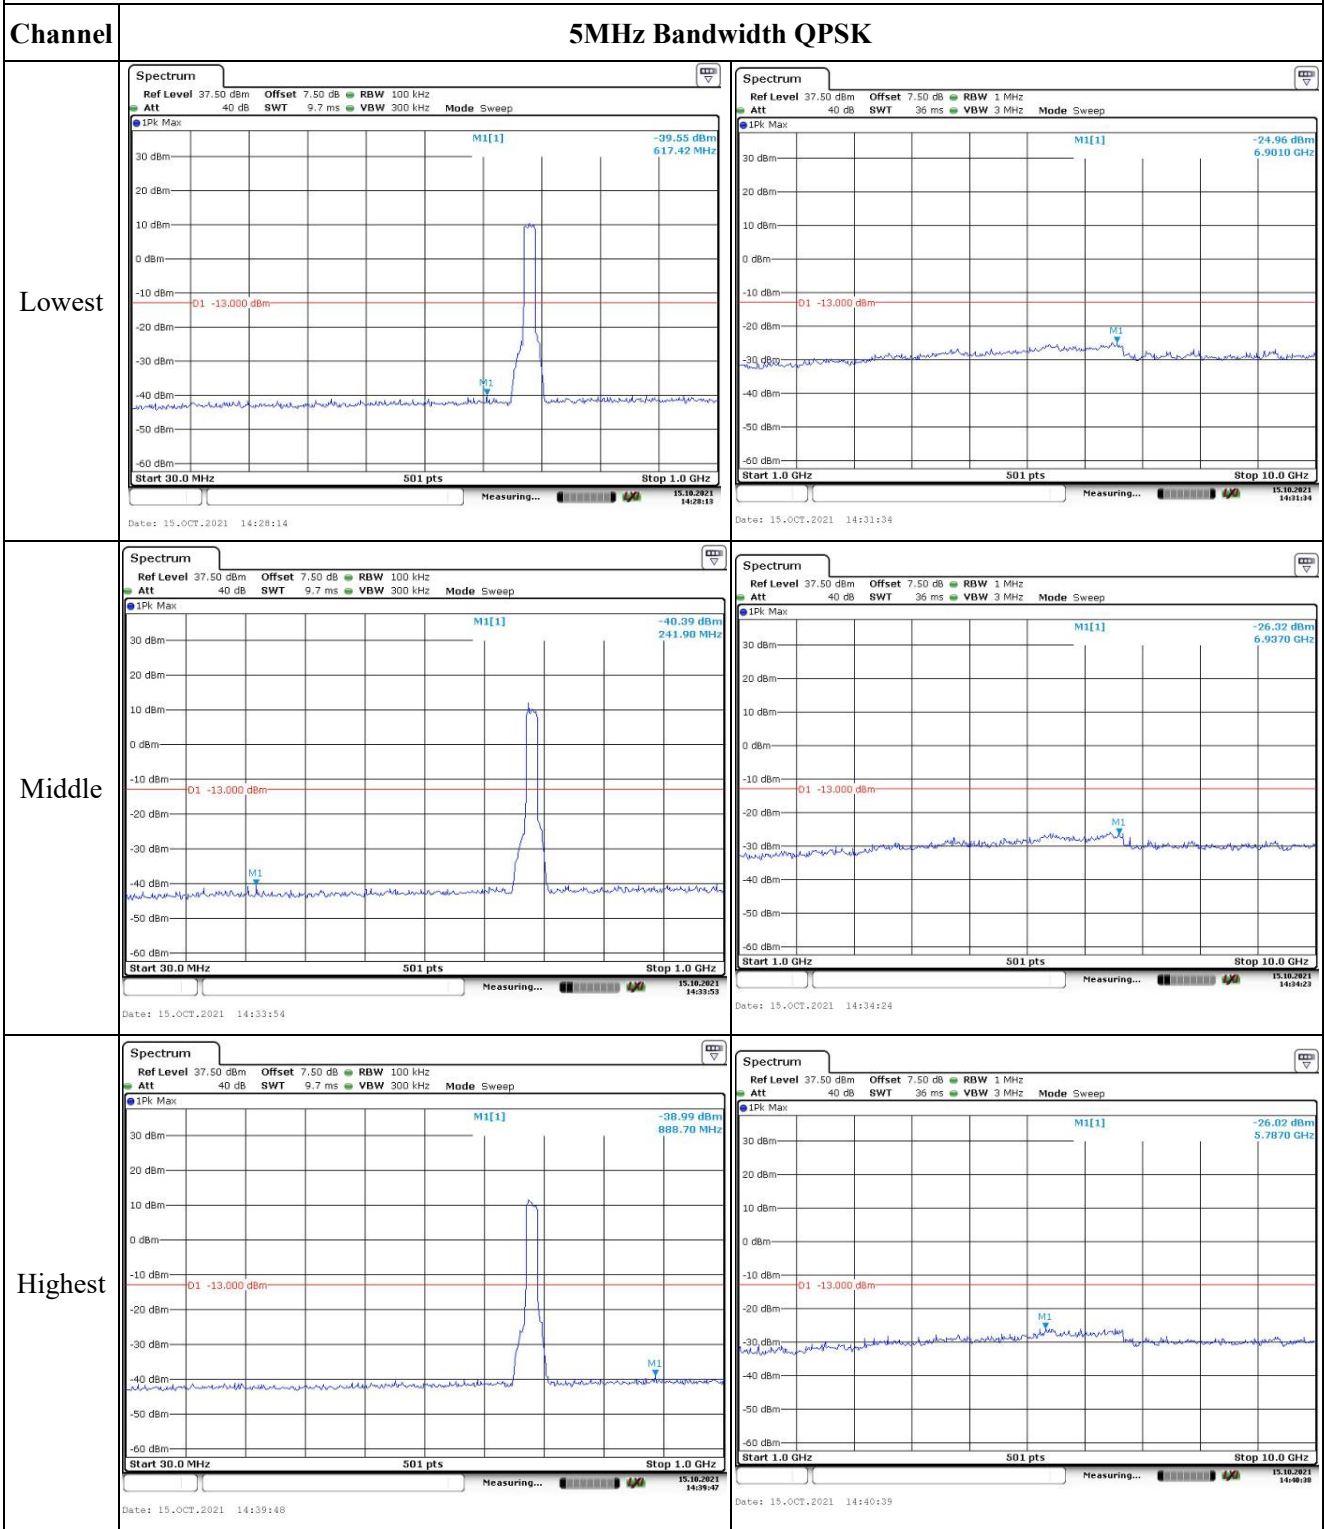 Channel 5MHz Bandwidth QPSK
Lowest
Spectrum
Ref Level 37.50 dBm Offset 7.50 dB RBW 100 kHz
Att 40 dB SWT 9.7 ms VBW 300 kHz Mode Sweep
1Pk Max
M1[1] -39.55 dBm
617.42 MHz
30 dBm
20 dBm
10 dBm
0 dBm
-10 dBm
D1 -13.000 dBm
-20 dBm
-30 dBm
M1
-40 dBm
-50 dBm
-60 dBm
Start 30.0 MHz 501 pts Stop 1.0 GHz
Measuring... 15.10.2021
14:28:13
Date: 15.OCT.2021 14:28:14
Spectrum
Ref Level 37.50 dBm Offset 7.50 dB RBW 1 MHz
Att 40 dB SWT 36 ms VBW 3 MHz Mode Sweep
1Pk Max
M1[1] -24.96 dBm
6.9010 GHz
30 dBm
20 dBm
10 dBm
0 dBm
-10 dBm
D1 -13.000 dBm
-20 dBm
M1
-30 dBm
-40 dBm
-50 dBm
-60 dBm
Start 1.0 GHz 501 pts Stop 10.0 GHz
Measuring... 15.10.2021
14:31:34
Date: 15.OCT.2021 14:31:34
Middle
Spectrum
Ref Level 37.50 dBm Offset 7.50 dB RBW 100 kHz
Att 40 dB SWT 9.7 ms VBW 300 kHz Mode Sweep
1Pk Max
M1[1] -40.39 dBm
241.90 MHz
30 dBm
20 dBm
10 dBm
0 dBm
-10 dBm
D1 -13.000 dBm
-20 dBm
-30 dBm
M1
-40 dBm
-50 dBm
-60 dBm
Start 30.0 MHz 501 pts Stop 1.0 GHz
Measuring... 15.10.2021
14:33:53
Date: 15.OCT.2021 14:33:54
Spectrum
Ref Level 37.50 dBm Offset 7.50 dB RBW 1 MHz
Att 40 dB SWT 36 ms VBW 3 MHz Mode Sweep
1Pk Max
M1[1] -26.32 dBm
6.9370 GHz
30 dBm
20 dBm
10 dBm
0 dBm
-10 dBm
D1 -13.000 dBm
-20 dBm
M1
-30 dBm
-40 dBm
-50 dBm
-60 dBm
Start 1.0 GHz 501 pts Stop 10.0 GHz
Measuring... 15.10.2021
14:34:23
Date: 15.OCT.2021 14:34:24
Highest
Spectrum
Ref Level 37.50 dBm Offset 7.50 dB RBW 100 kHz
Att 40 dB SWT 9.7 ms VBW 300 kHz Mode Sweep
1Pk Max
M1[1] -38.99 dBm
888.70 MHz
30 dBm
20 dBm
10 dBm
0 dBm
-10 dBm
D1 -13.000 dBm
-20 dBm
-30 dBm
M1
-40 dBm
-50 dBm
-60 dBm
Start 30.0 MHz 501 pts Stop 1.0 GHz
Measuring... 15.10.2021
14:39:47
Date: 15.OCT.2021 14:39:48
Spectrum
Ref Level 37.50 dBm Offset 7.50 dB RBW 1 MHz
Att 40 dB SWT 36 ms VBW 3 MHz Mode Sweep
1Pk Max
M1[1] -26.02 dBm
5.7870 GHz
30 dBm
20 dBm
10 dBm
0 dBm
-10 dBm
D1 -13.000 dBm
-20 dBm
M1
-30 dBm
-40 dBm
-50 dBm
-60 dBm
Start 1.0 GHz 501 pts Stop 10.0 GHz
Measuring... 15.10.2021
14:40:38
Date: 15.OCT.2021 14:40:39